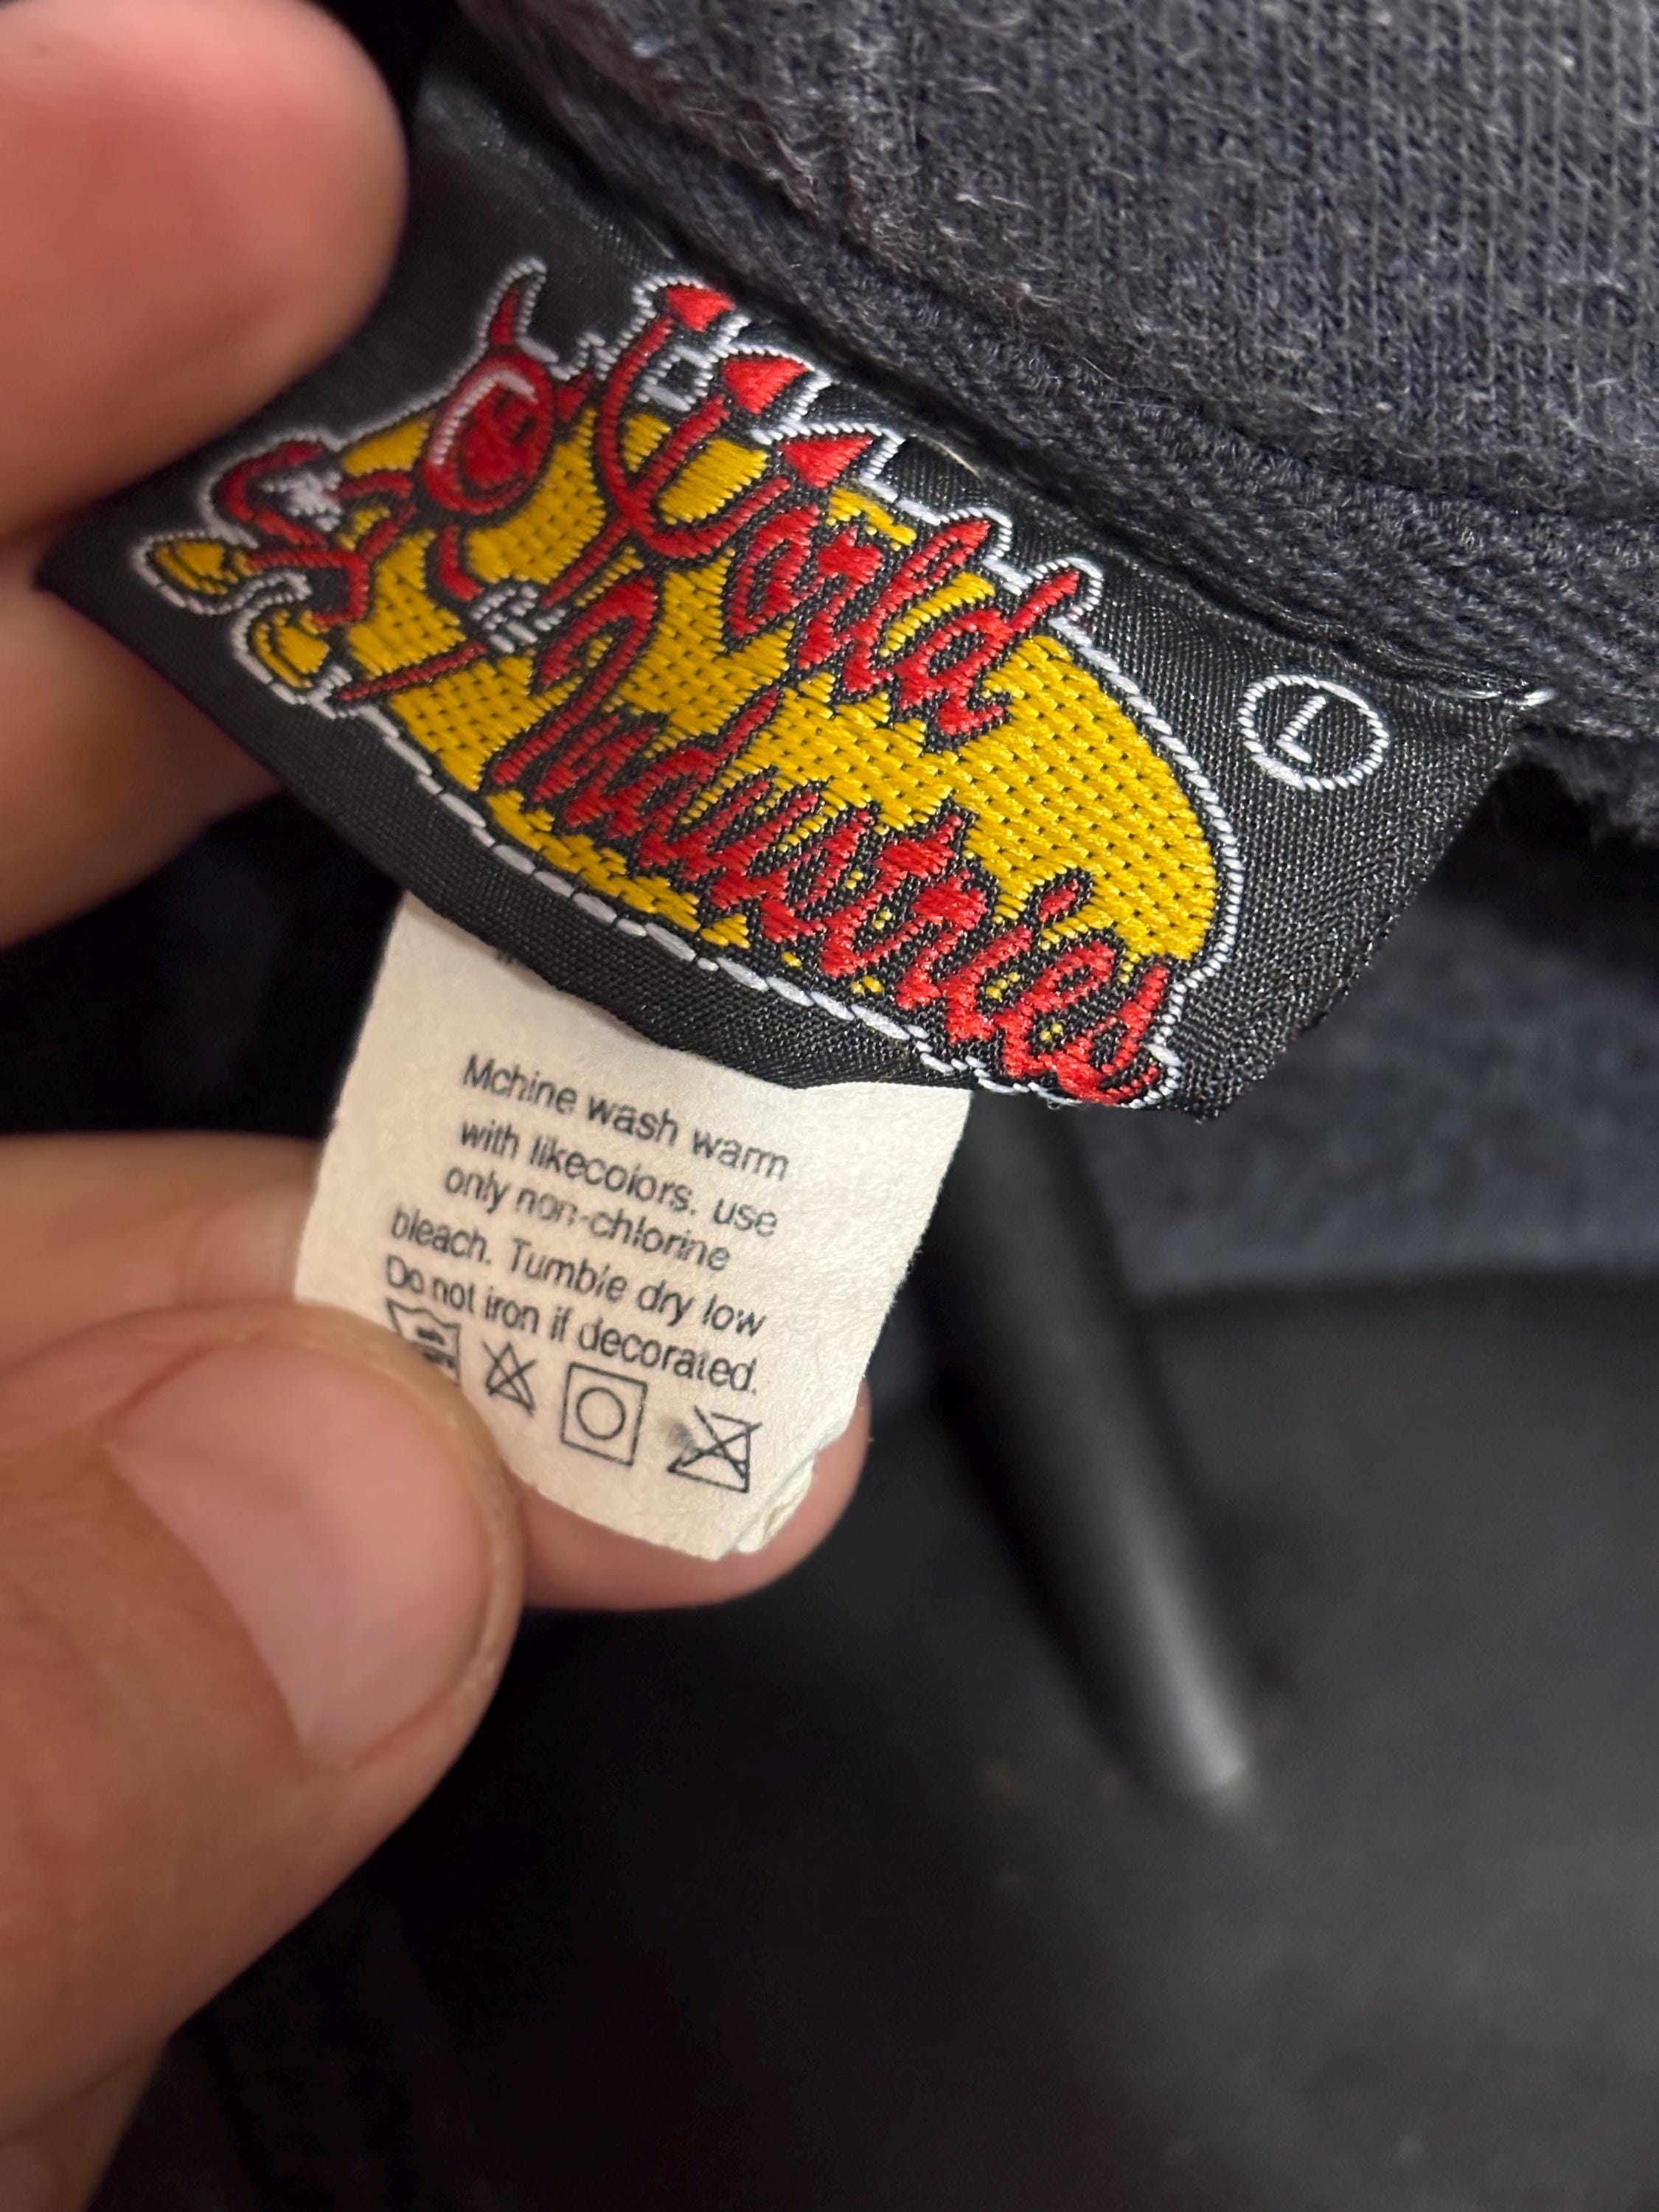 World
Industries
L
Mchine wash warm
with likecolors. use
only non-chlorine
bleach. Tumble dry low
Do not iron if decorated.